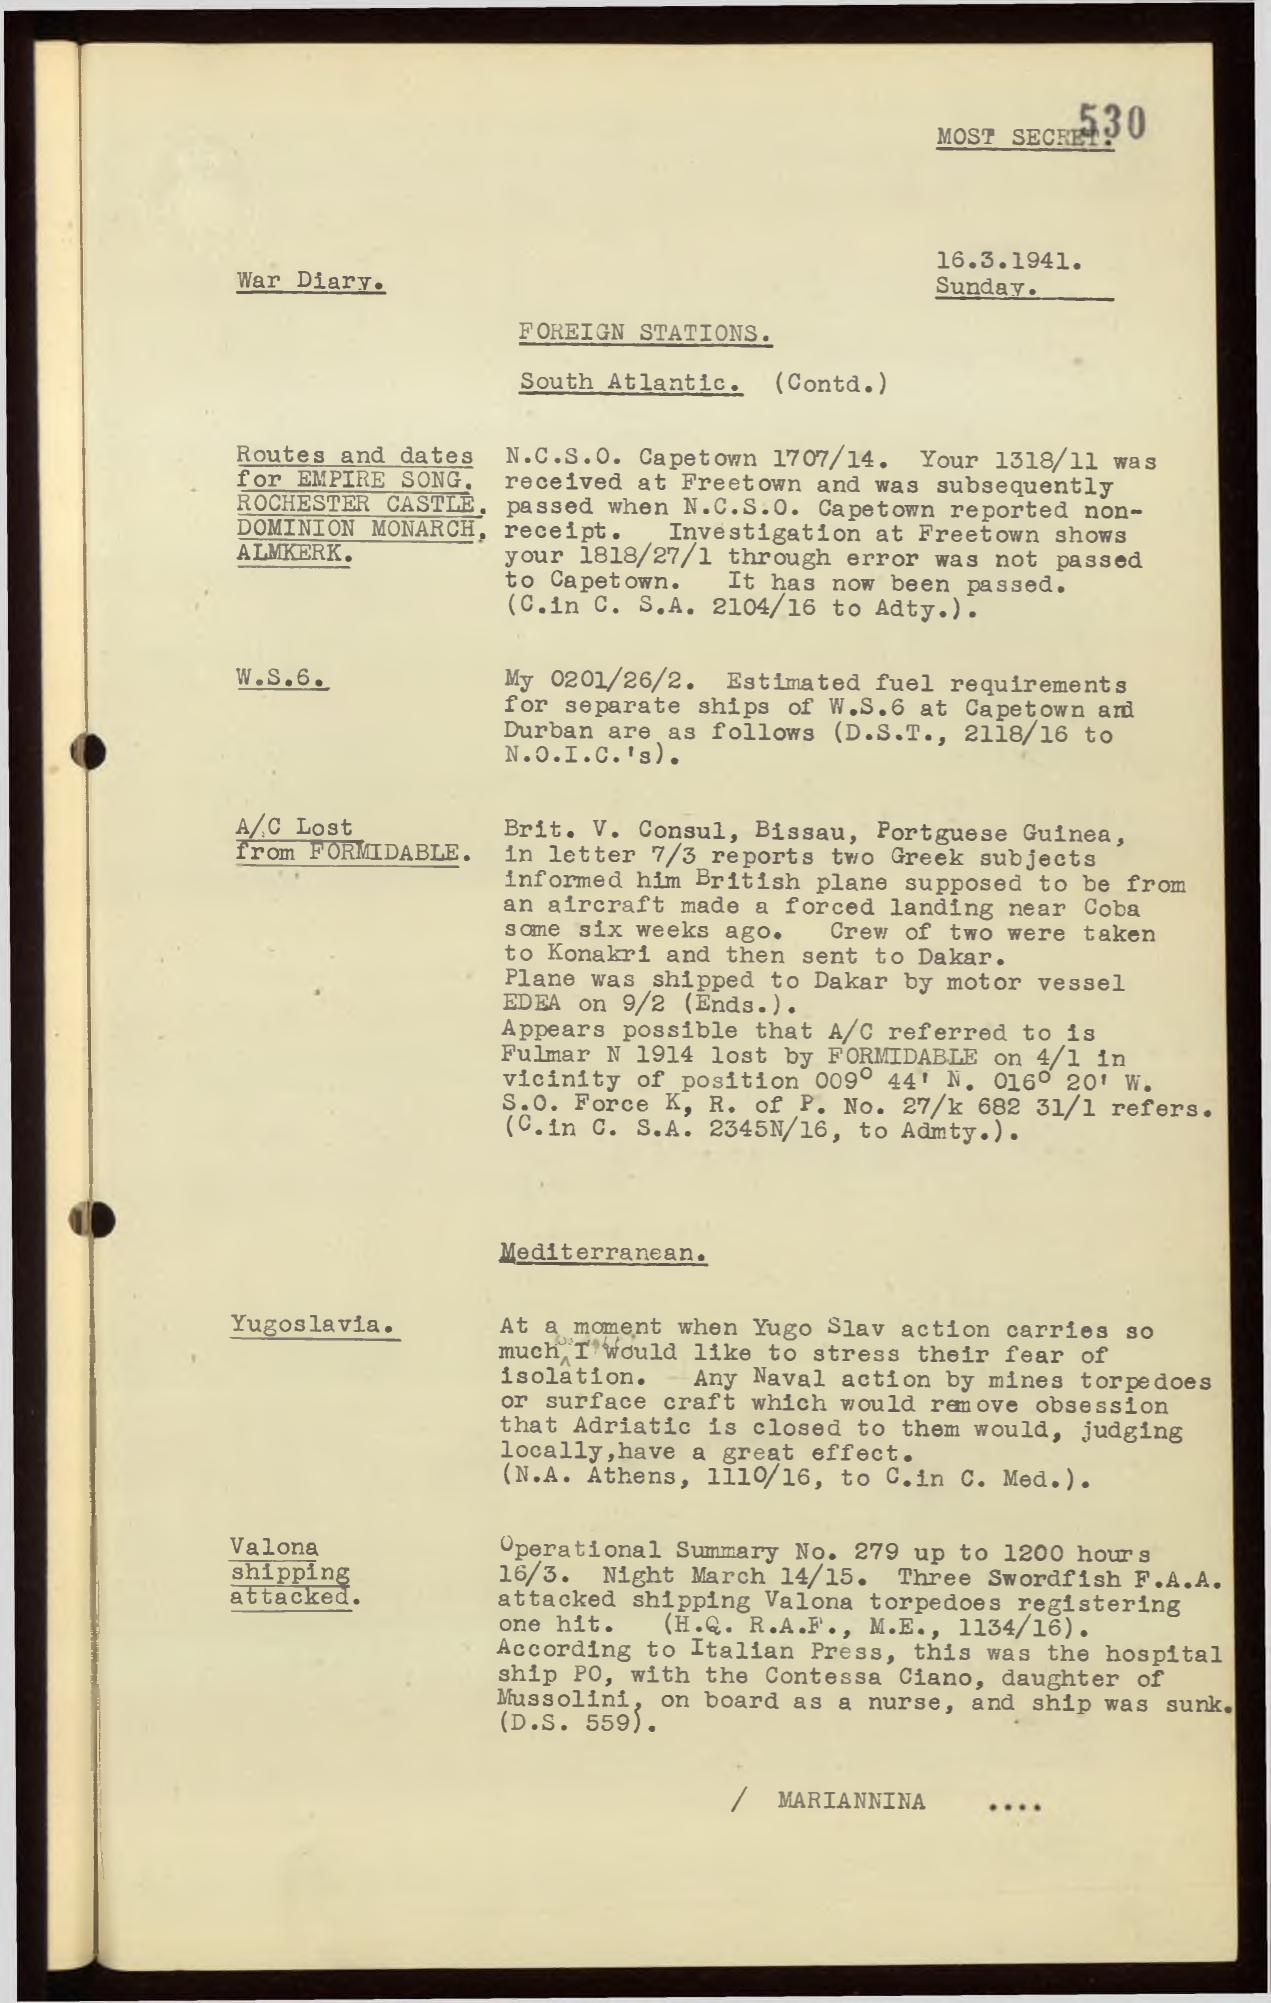 530
MOST SECRET.
16.3.1941.
War Diary.
Sunday.
FOREIGN STATIONS.
South Atlantic. (Contd.)
Routes and dates
for EMPIRE SONG.
ROCHESTER CASTLE.
DOMINION MONARCH.
ALMKERK.
N.C.S.O. Capetown 1707/14. Your 1318/11 was
received at Freetown and was subsequently
passed when N.C.S.O. Capetown reported non-
receipt. Investigation at Freetown shows
your 1818/27/1 through error was not passed
to Capetown. It has now been passed.
(C.in C. S.A. 2104/16 to Adty.).
W.S.6.
My 0201/26/2. Estimated fuel requirements
for separate ships of W.S.6 at Capetown and
Durban are as follows (D.S.T., 2118/16 to
N.O.I.C.'s).
A/C Lost
from FORMIDABLE.
Brit. V. Consul, Bissau, Portguese Guinea,
in letter 7/3 reports two Greek subjects
informed him British plane supposed to be from
an aircraft made a forced landing near Coba
some six weeks ago. Crew of two were taken
to Konakri and then sent to Dakar.
Plane was shipped to Dakar by motor vessel
EDEA on 9/2 (Ends.).
Appears possible that A/C referred to is
Fulmar N 1914 lost by FORMIDABLE on 4/1 in
vicinity of position 009° 44' N. 016° 20' W.
S.O. Force K, R. of P. No. 27/k 682 31/1 refers.
(C.in C. S.A. 2345N/16, to Admty.).
Mediterranean.
Yugoslavia.
At a moment when Yugo Slav action carries so
much I would like to stress their fear of
isolation. Any Naval action by mines torpedoes
or surface craft which would remove obsession
that Adriatic is closed to them would, judging
locally,have a great effect.
(N.A. Athens, 1110/16, to C.in C. Med.).
Valona
shipping
attacked.
Operational Summary No. 279 up to 1200 hours
16/3. Night March 14/15. Three Swordfish F.A.A.
attacked shipping Valona torpedoes registering
one hit. (H.Q. R.A.F., M.E., 1134/16).
According to Italian Press, this was the hospital
ship PO, with the Contessa Ciano, daughter of
Mussolini, on board as a nurse, and ship was sunk.
(D.S. 559).
/ MARIANNINA ....